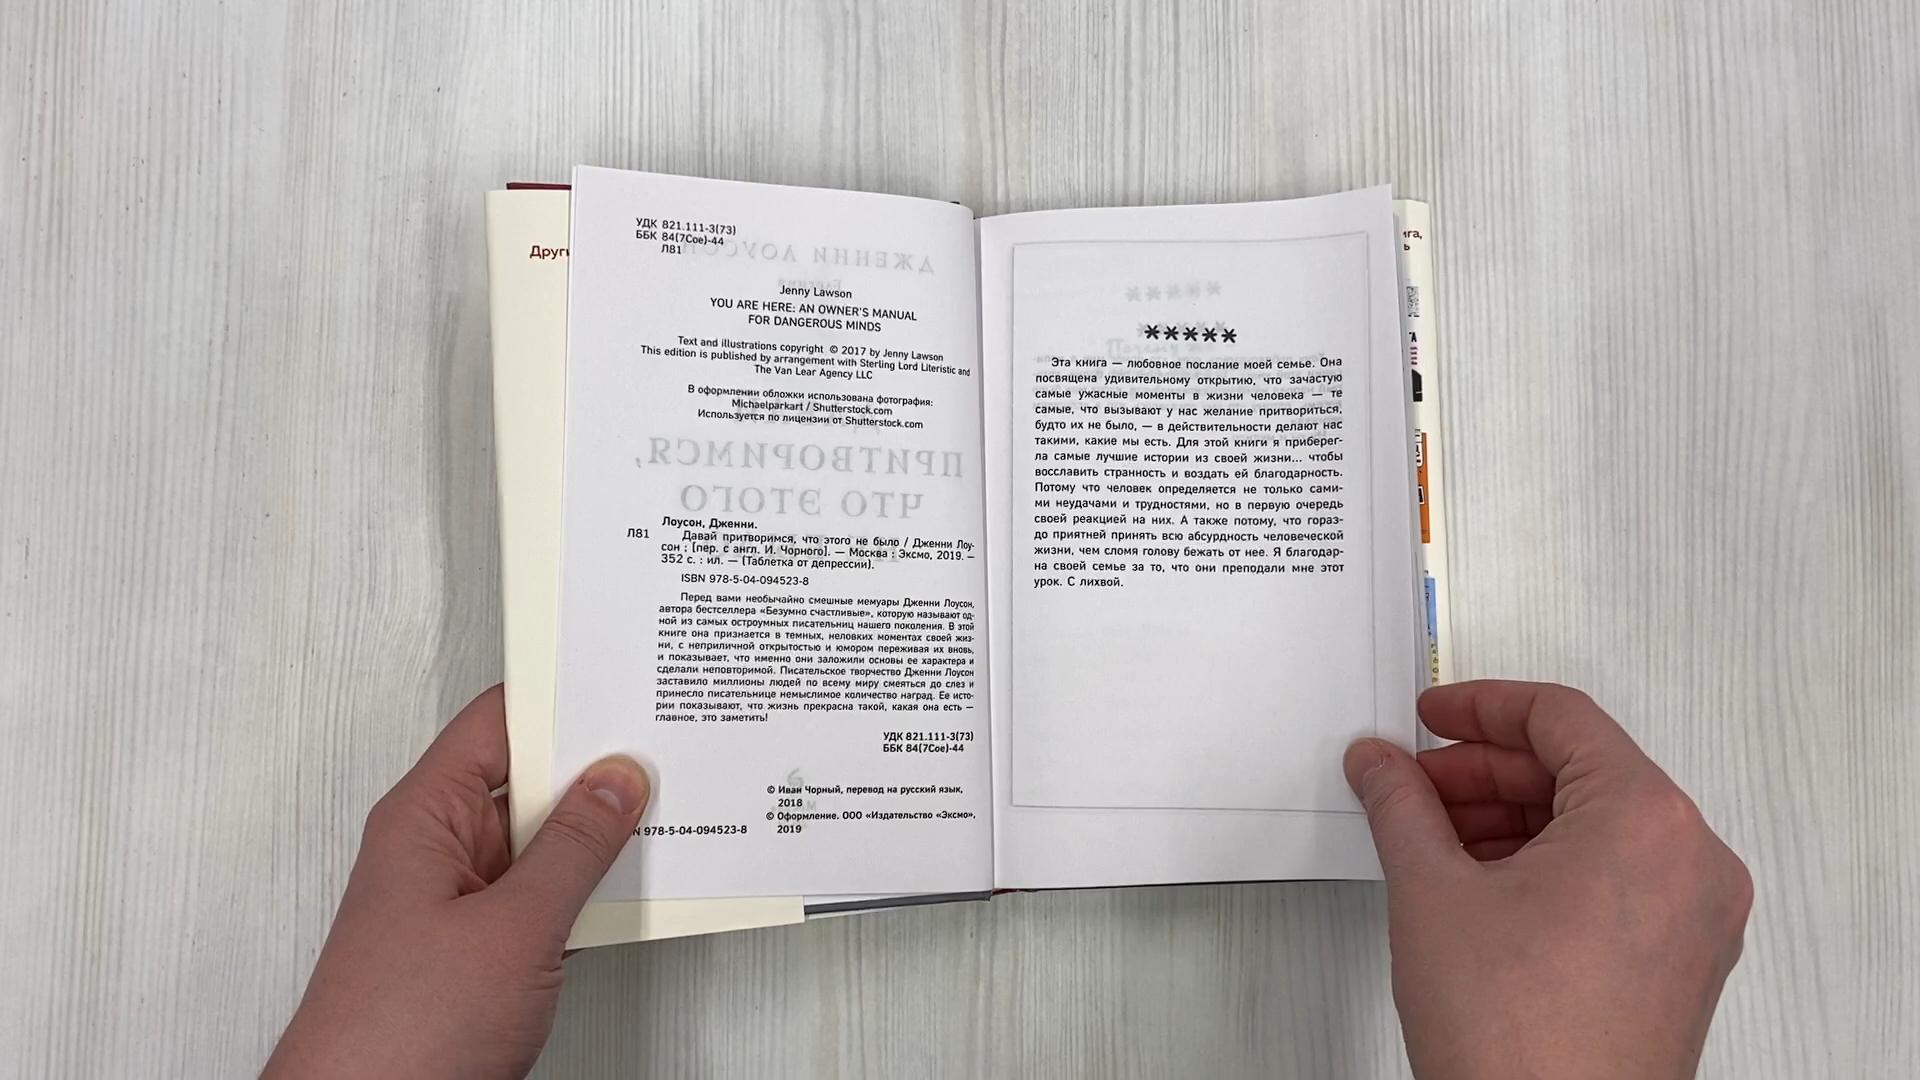 Други
УДК 821.111-3(73)
ББК 84(7Сое)-44
Л81
Jenny Lawson
YOU ARE HERE: AN OWNER'S MANUAL
FOR DANGEROUS MINDS
Text and illustrations copyright © 2017 by Jenny Lawson
This edition is published by arrangement with Sterling Lord Literistic and
The Van Lear Agency LLC
В оформлении обложки использована фотография:
Michaelparkart / Shutterstock.com
Используется по лицензии от Shutterstock.com
Лоусон, Дженни.
Л81 Давай притворимся, что этого не было / Дженни Лоу-
сон ; [пер. с англ. И. Чорного]. — Москва : Эксмо, 2019. —
352 с. : ил. — (Таблетка от депрессии).
ISBN 978-5-04-094523-8
Перед вами необычайно смешные мемуары Дженни Лоусон,
автора бестселлера «Безумно счастливые», которую называют од-
ной из самых остроумных писательниц нашего поколения. В этой
книге она признается в темных, неловких моментах своей жиз-
ни, с неприличной открытостью и юмором переживая их вновь,
и показывает, что именно они заложили основы ее характера и
сделали неповторимой. Писательское творчество Дженни Лоусон
заставило миллионы людей по всему миру смеяться до слез и
принесло писательнице немыслимое количество наград. Ее исто-
рии показывают, что жизнь прекрасна такой, какая она есть —
главное, это заметить!
УДК 821.111-3(73)
ББК 84(7Сое)-44
© Иван Чорный, перевод на русский язык,
2018
© Оформление. ООО «Издательство «Эксмо»,
2019
N 978-5-04-094523-8
*****
Эта книга — любовное послание моей семье. Она
посвящена удивительному открытию, что зачастую
самые ужасные моменты в жизни человека — те
самые, что вызывают у нас желание притвориться,
будто их не было, — в действительности делают нас
такими, какие мы есть. Для этой книги я приберег-
ла самые лучшие истории из своей жизни... чтобы
восславить странность и воздать ей благодарность.
Потому что человек определяется не только сами-
ми неудачами и трудностями, но в первую очередь
своей реакцией на них. А также потому, что гораз-
до приятней принять всю абсурдность человеческой
жизни, чем сломя голову бежать от нее. Я благодар-
на своей семье за то, что они преподали мне этот
урок. С лихвой.